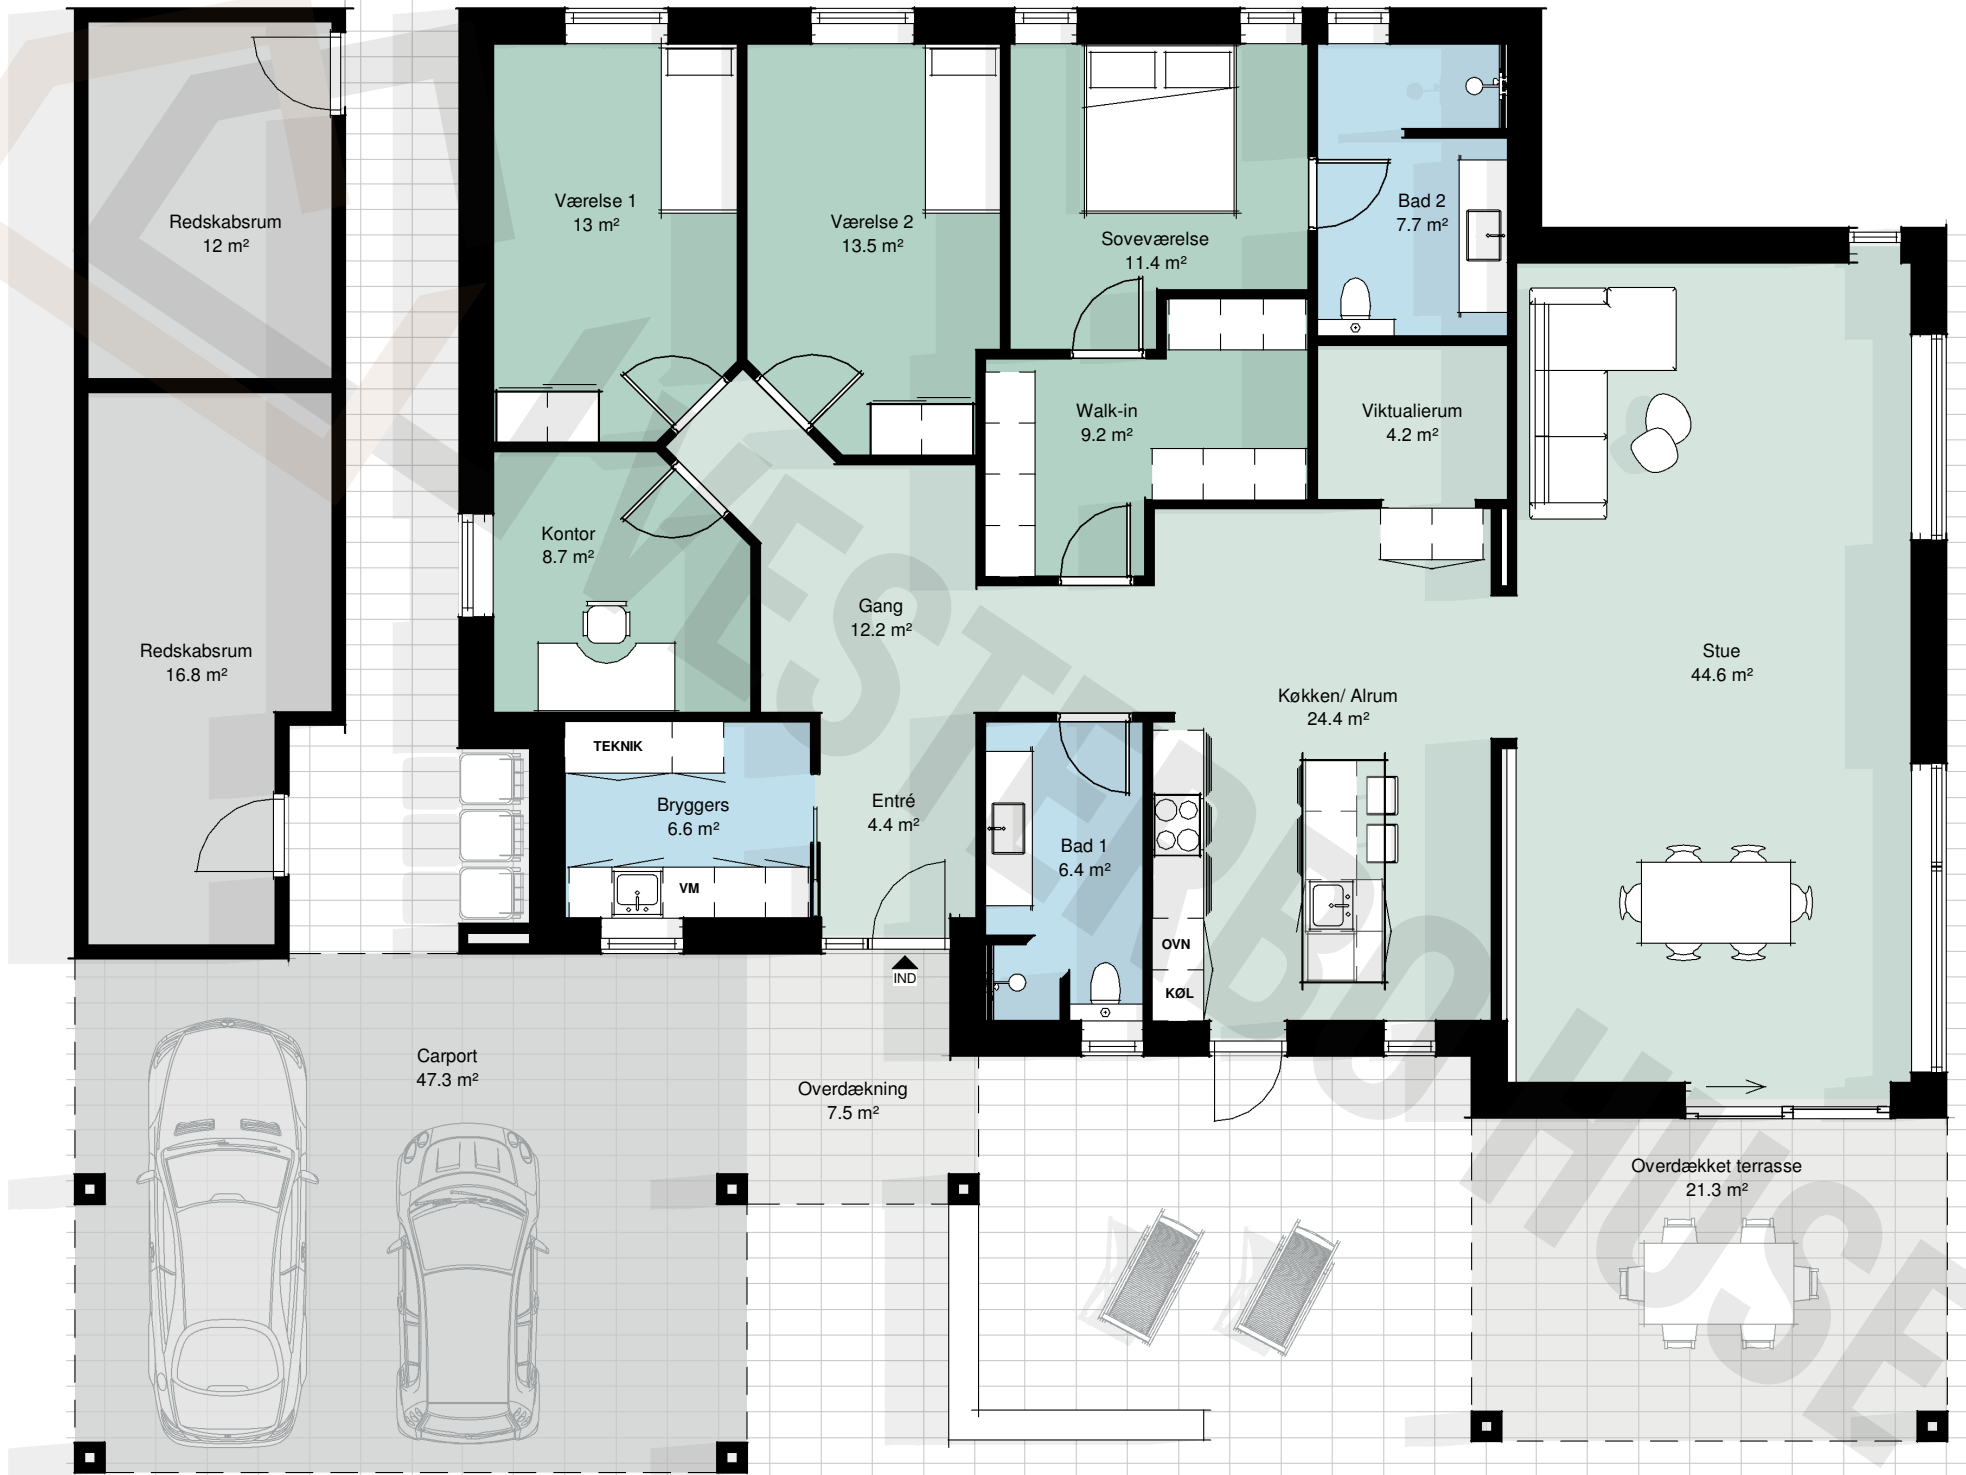 Redskabsrum
12 m²
Værelse 1
13 m²
Værelse 2
13.5 m²
Soveværelse
11.4 m²
Bad 2
7.7 m²
Walk-in
9.2 m²
Viktualierum
4.2 m²
Kontor
8.7 m²
Gang
12.2 m²
Redskabsrum
16.8 m²
Stue
44.6 m²
Køkken/ Alrum
24.4 m²
TEKNIK
Bryggers
6.6 m²
VM
Entré
4.4 m²
Bad 1
6.4 m²
OVN
KØL
IND
Carport
47.3 m²
Overdækning
7.5 m²
Overdækket terrasse
21.3 m²
VESTERBO HUSE